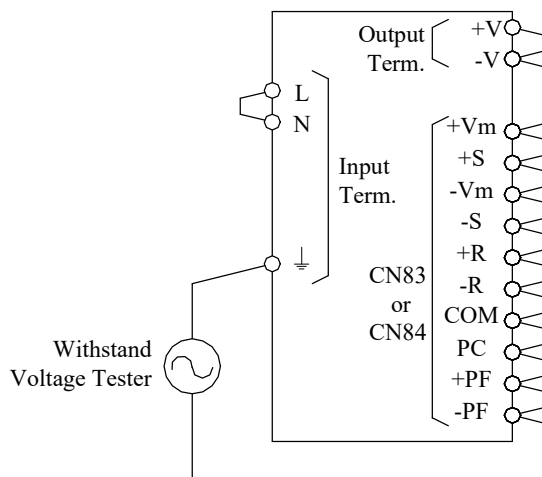 Output
Term.
+V
-V
L
N
Input
Term.
+Vm
+S
-Vm
-S
+R
-R
COM
PC
+PF
-PF
CN83
or
CN84
Withstand
Voltage Tester